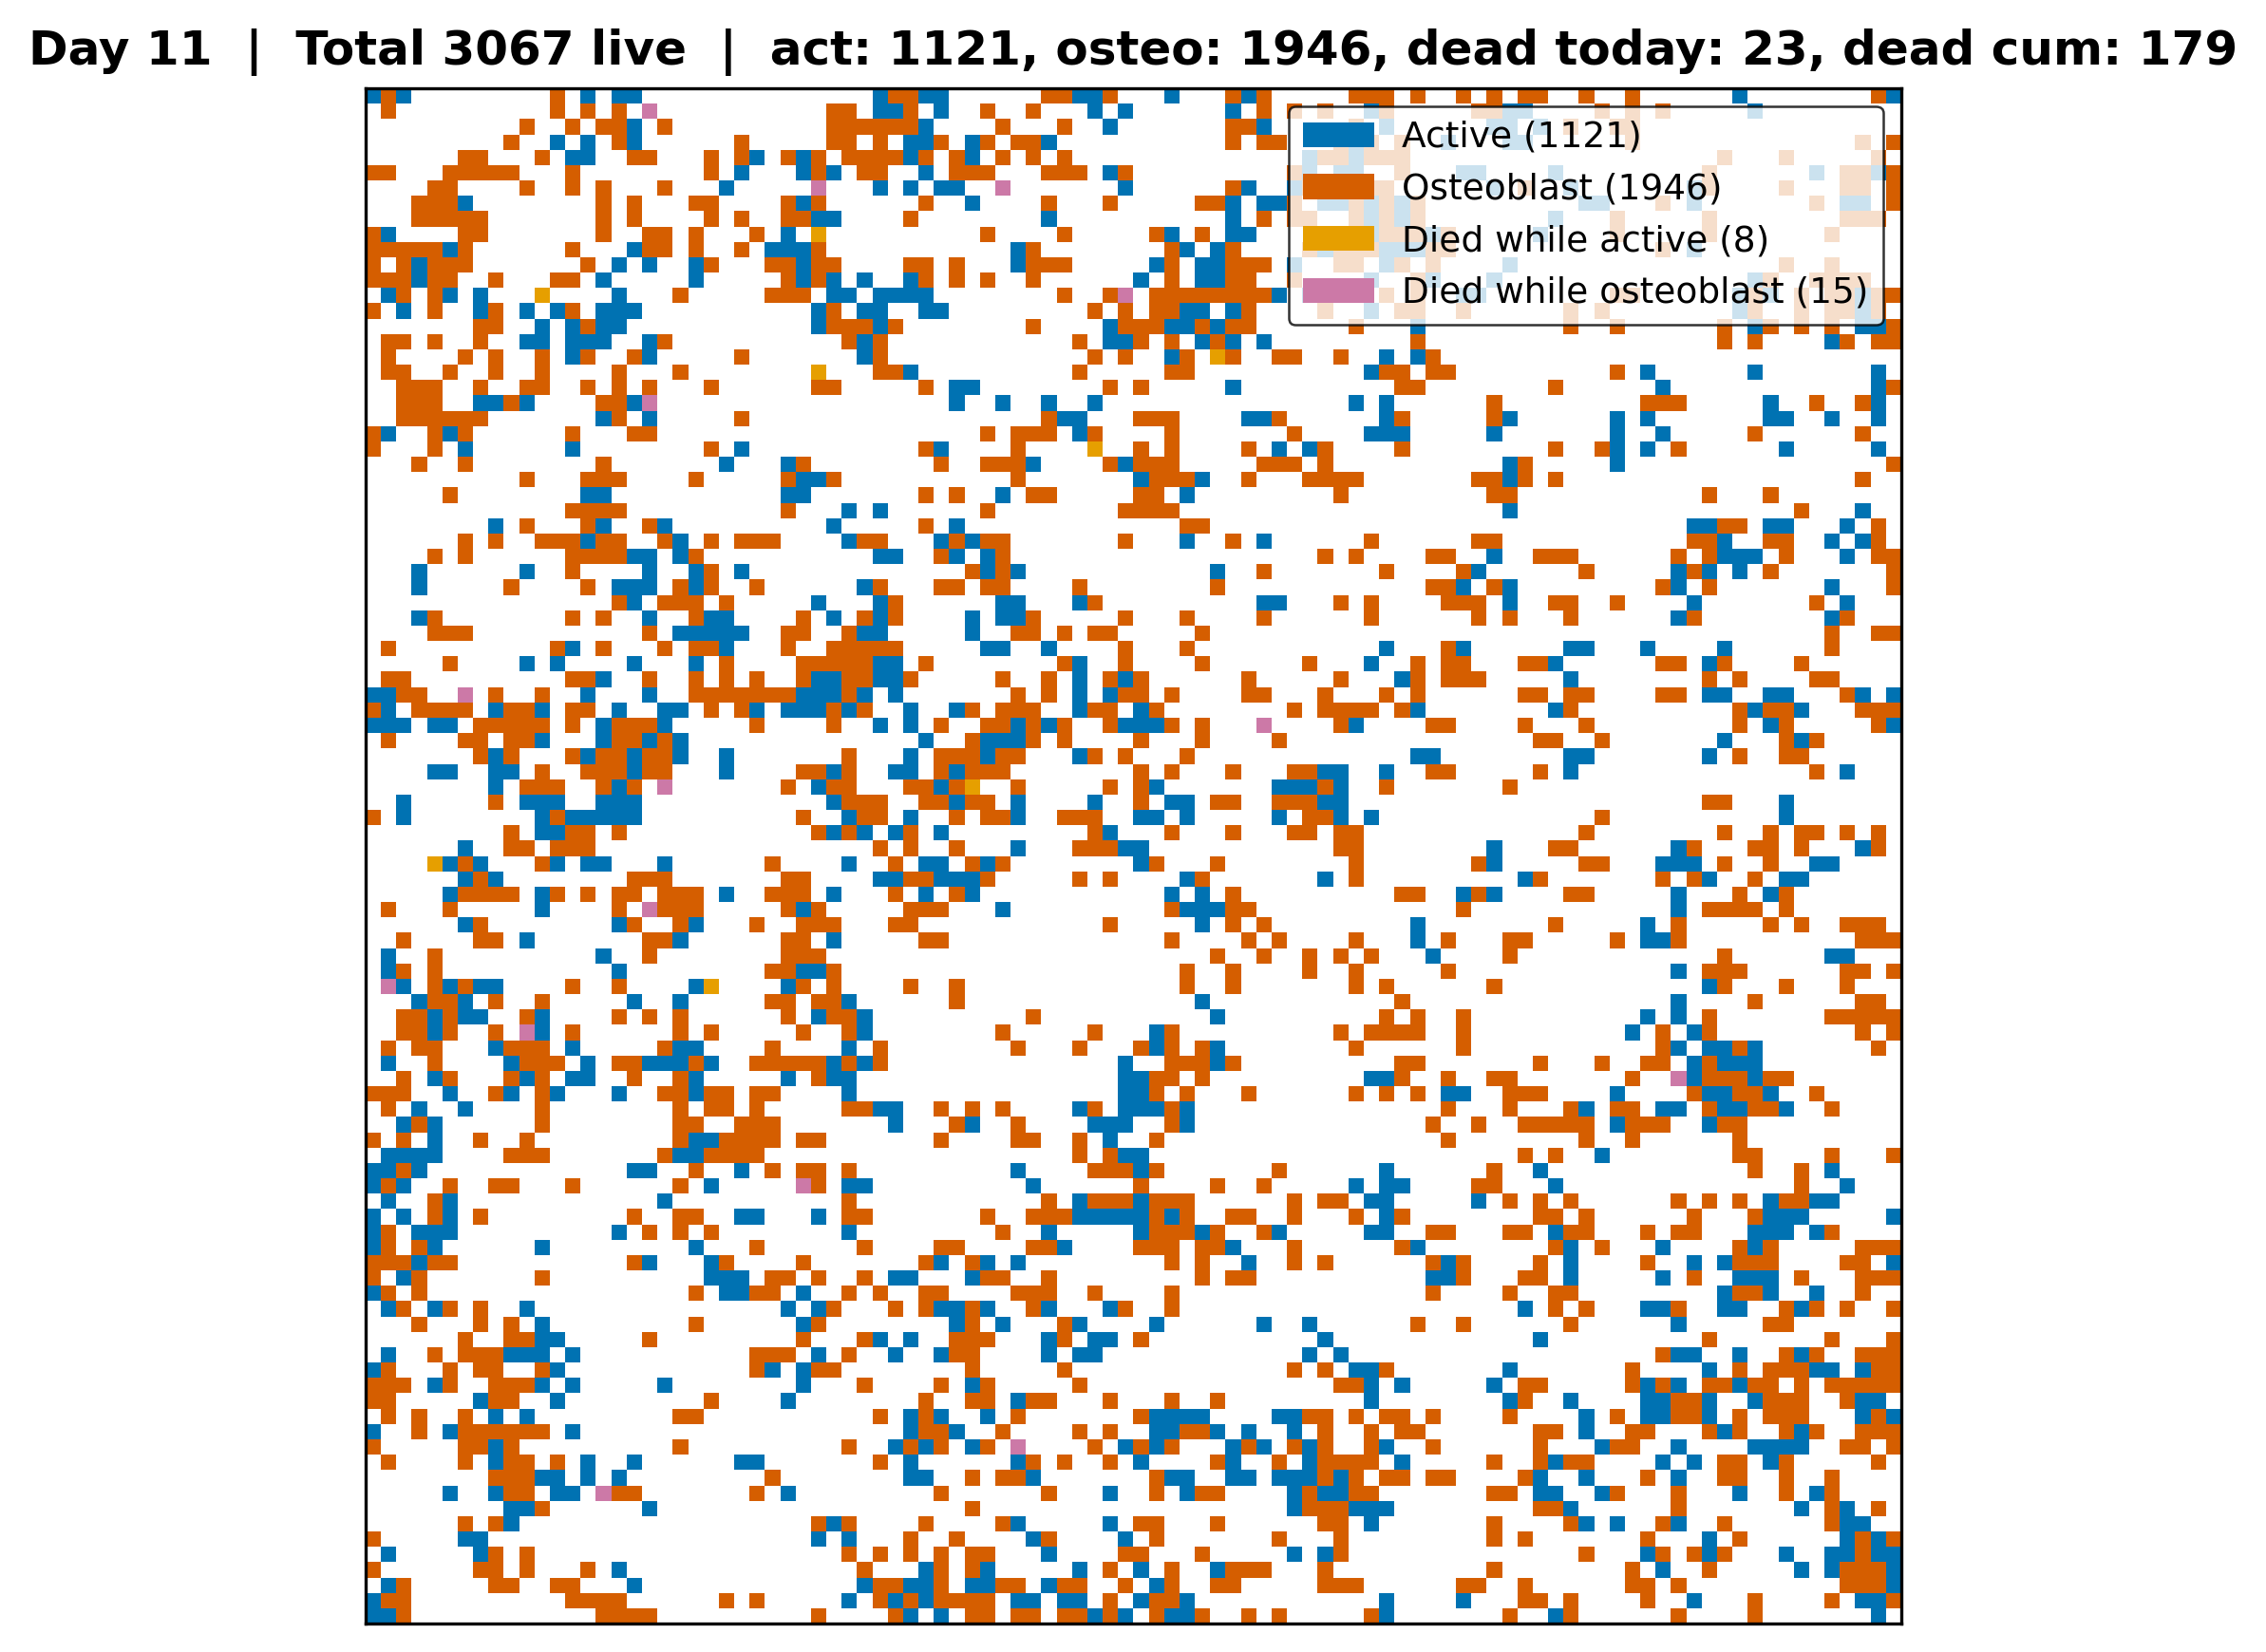 Day 11 | Total 3067 live | act: 1121, osteo: 1946, dead today: 23, dead cum: 179
Active (1121)
Osteoblast (1946)
Died while active (8)
Died while osteoblast (15)